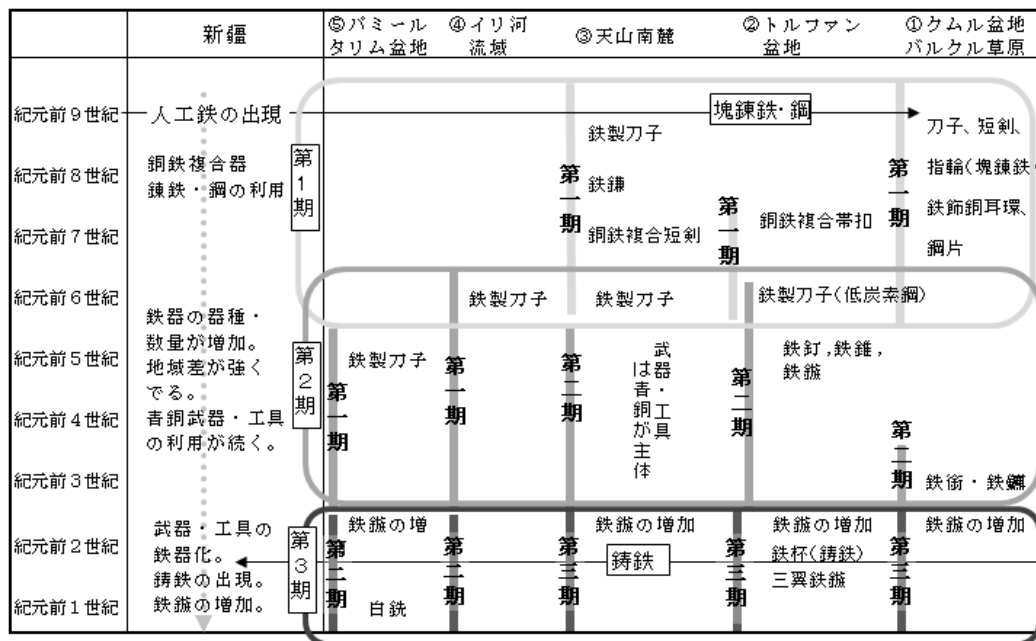 新疆
⑤パミール
タリム盆地
④イリ河
流域
③天山南麓
②トルファン
盆地
①クムル盆地
バルクル草原
紀元前9世紀
人工鉄の出現
塊錬鉄・鋼
鉄製刀子
刀子、短剣、
紀元前8世紀
銅鉄複合器
錬鉄・鋼の利用
第1期
第一期
鉄鎌
第一期
指輪(塊錬鉄・
紀元前7世紀
銅鉄複合短剣
第一期
銅鉄複合帯扣
鉄飾銅耳環、
鋼片
紀元前6世紀
鉄製刀子
鉄製刀子
鉄製刀子(低炭素鋼)
鉄器の器種・
数量が増加。
地域差が強く
でる。
青銅武器・工具
の利用が続く。
紀元前5世紀
第2期
第一期
鉄製刀子
第一期
第二期
武器・工具
は青銅が主体
第二期
鉄釘,鉄錐,
鉄鏃
紀元前4世紀
第二期
紀元前3世紀
鉄銜・鉄鑣
武器・工具の
鉄器化。
鋳鉄の出現。
鉄鏃の増加。
紀元前2世紀
第3期
第二期
鉄鏃の増
第二期
第三期
鉄鏃の増加
鋳鉄
第三期
鉄鏃の増加
鉄杯(鋳鉄)
三翼鉄鏃
第三期
鉄鏃の増加
紀元前1世紀
白銑